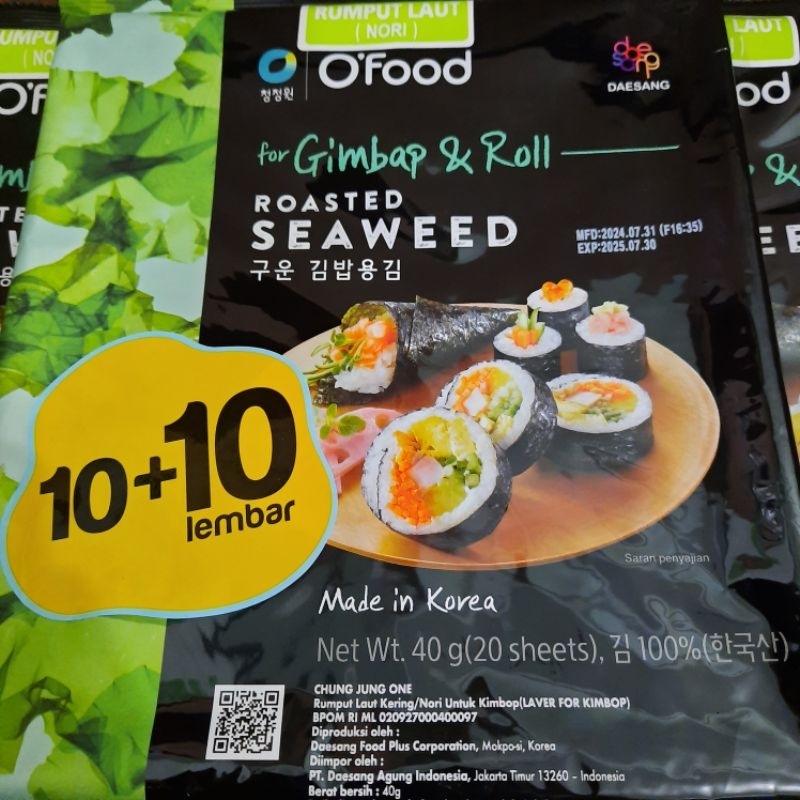 RUMPUT LAUT
( NORI )
청정원
O'Food
DAESANG
for Gimbap & Roll
ROASTED
SEAWEED
구운 김밥용김
MFD:2024.07.31 (F16:35)
EXP:2025.07.30
10+10
lembar
Saran penyajian
Made in Korea
Net Wt. 40 g(20 sheets), 김 100%(한국산)
CHUNG JUNG ONE
Rumput Laut Kering/Nori Untuk Kimbop(LAVER FOR KIMBOP)
BPOM RI ML 020927000400097
Diproduksi oleh :
Daesang Food Plus Corporation, Mokpo-si, Korea
Diimpor oleh :
PT. Daesang Agung Indonesia, Jakarta Timur 13260 - Indonesia
Berat bersih : 40g